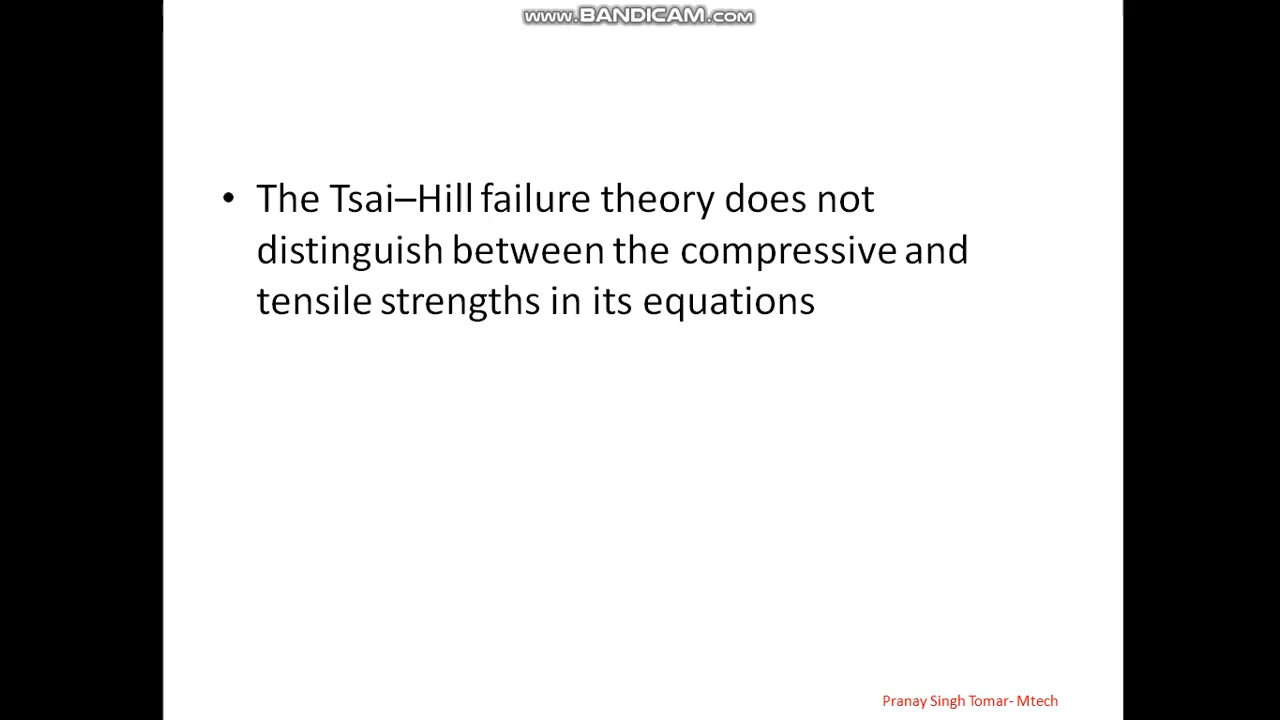 www.BANDICAM.com
• The Tsai–Hill failure theory does not
distinguish between the compressive and
tensile strengths in its equations
Pranay Singh Tomar- Mtech